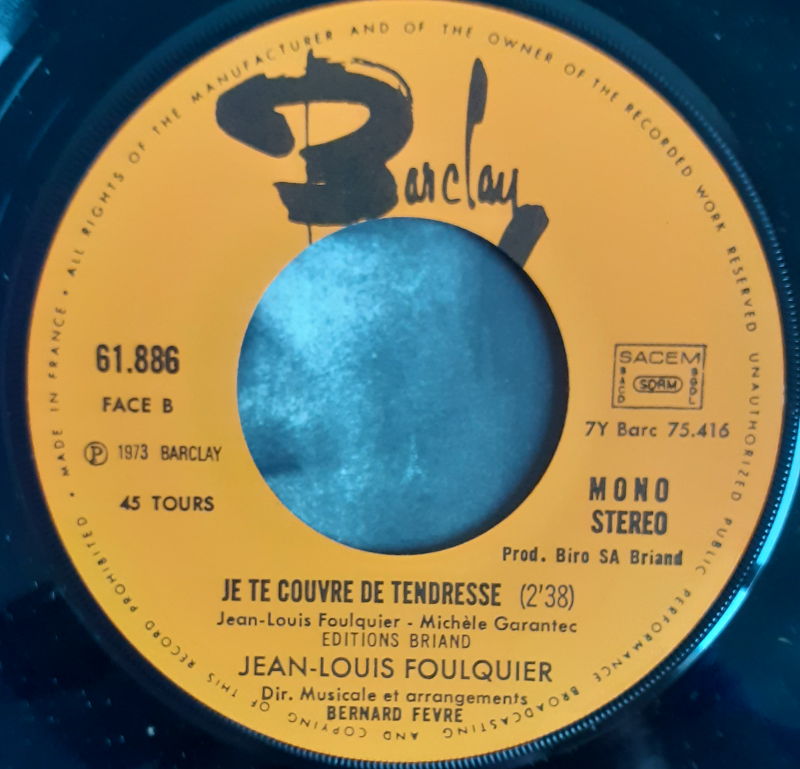 MADE IN FRANCE • ALL RIGHTS OF THE MANUFACTURER AND OF THE OWNER OF THE RECORDED WORK RESERVED UNAUTHORIZED PUBLIC PERFORMANCE BROADCASTING AND COPYING OF THIS RECORD PROHIBITED •
Barclay
61.886
FACE B
℗ 1973 BARCLAY
45 TOURS
SACEM
SACD SDRM SGDL
7Y Barc 75.416
MONO
STEREO
Prod. Biro SA Briand
JE TE COUVRE DE TENDRESSE (2'38)
Jean-Louis Foulquier - Michèle Garantec
EDITIONS BRIAND
JEAN-LOUIS FOULQUIER
Dir. Musicale et arrangements
BERNARD FEVRE